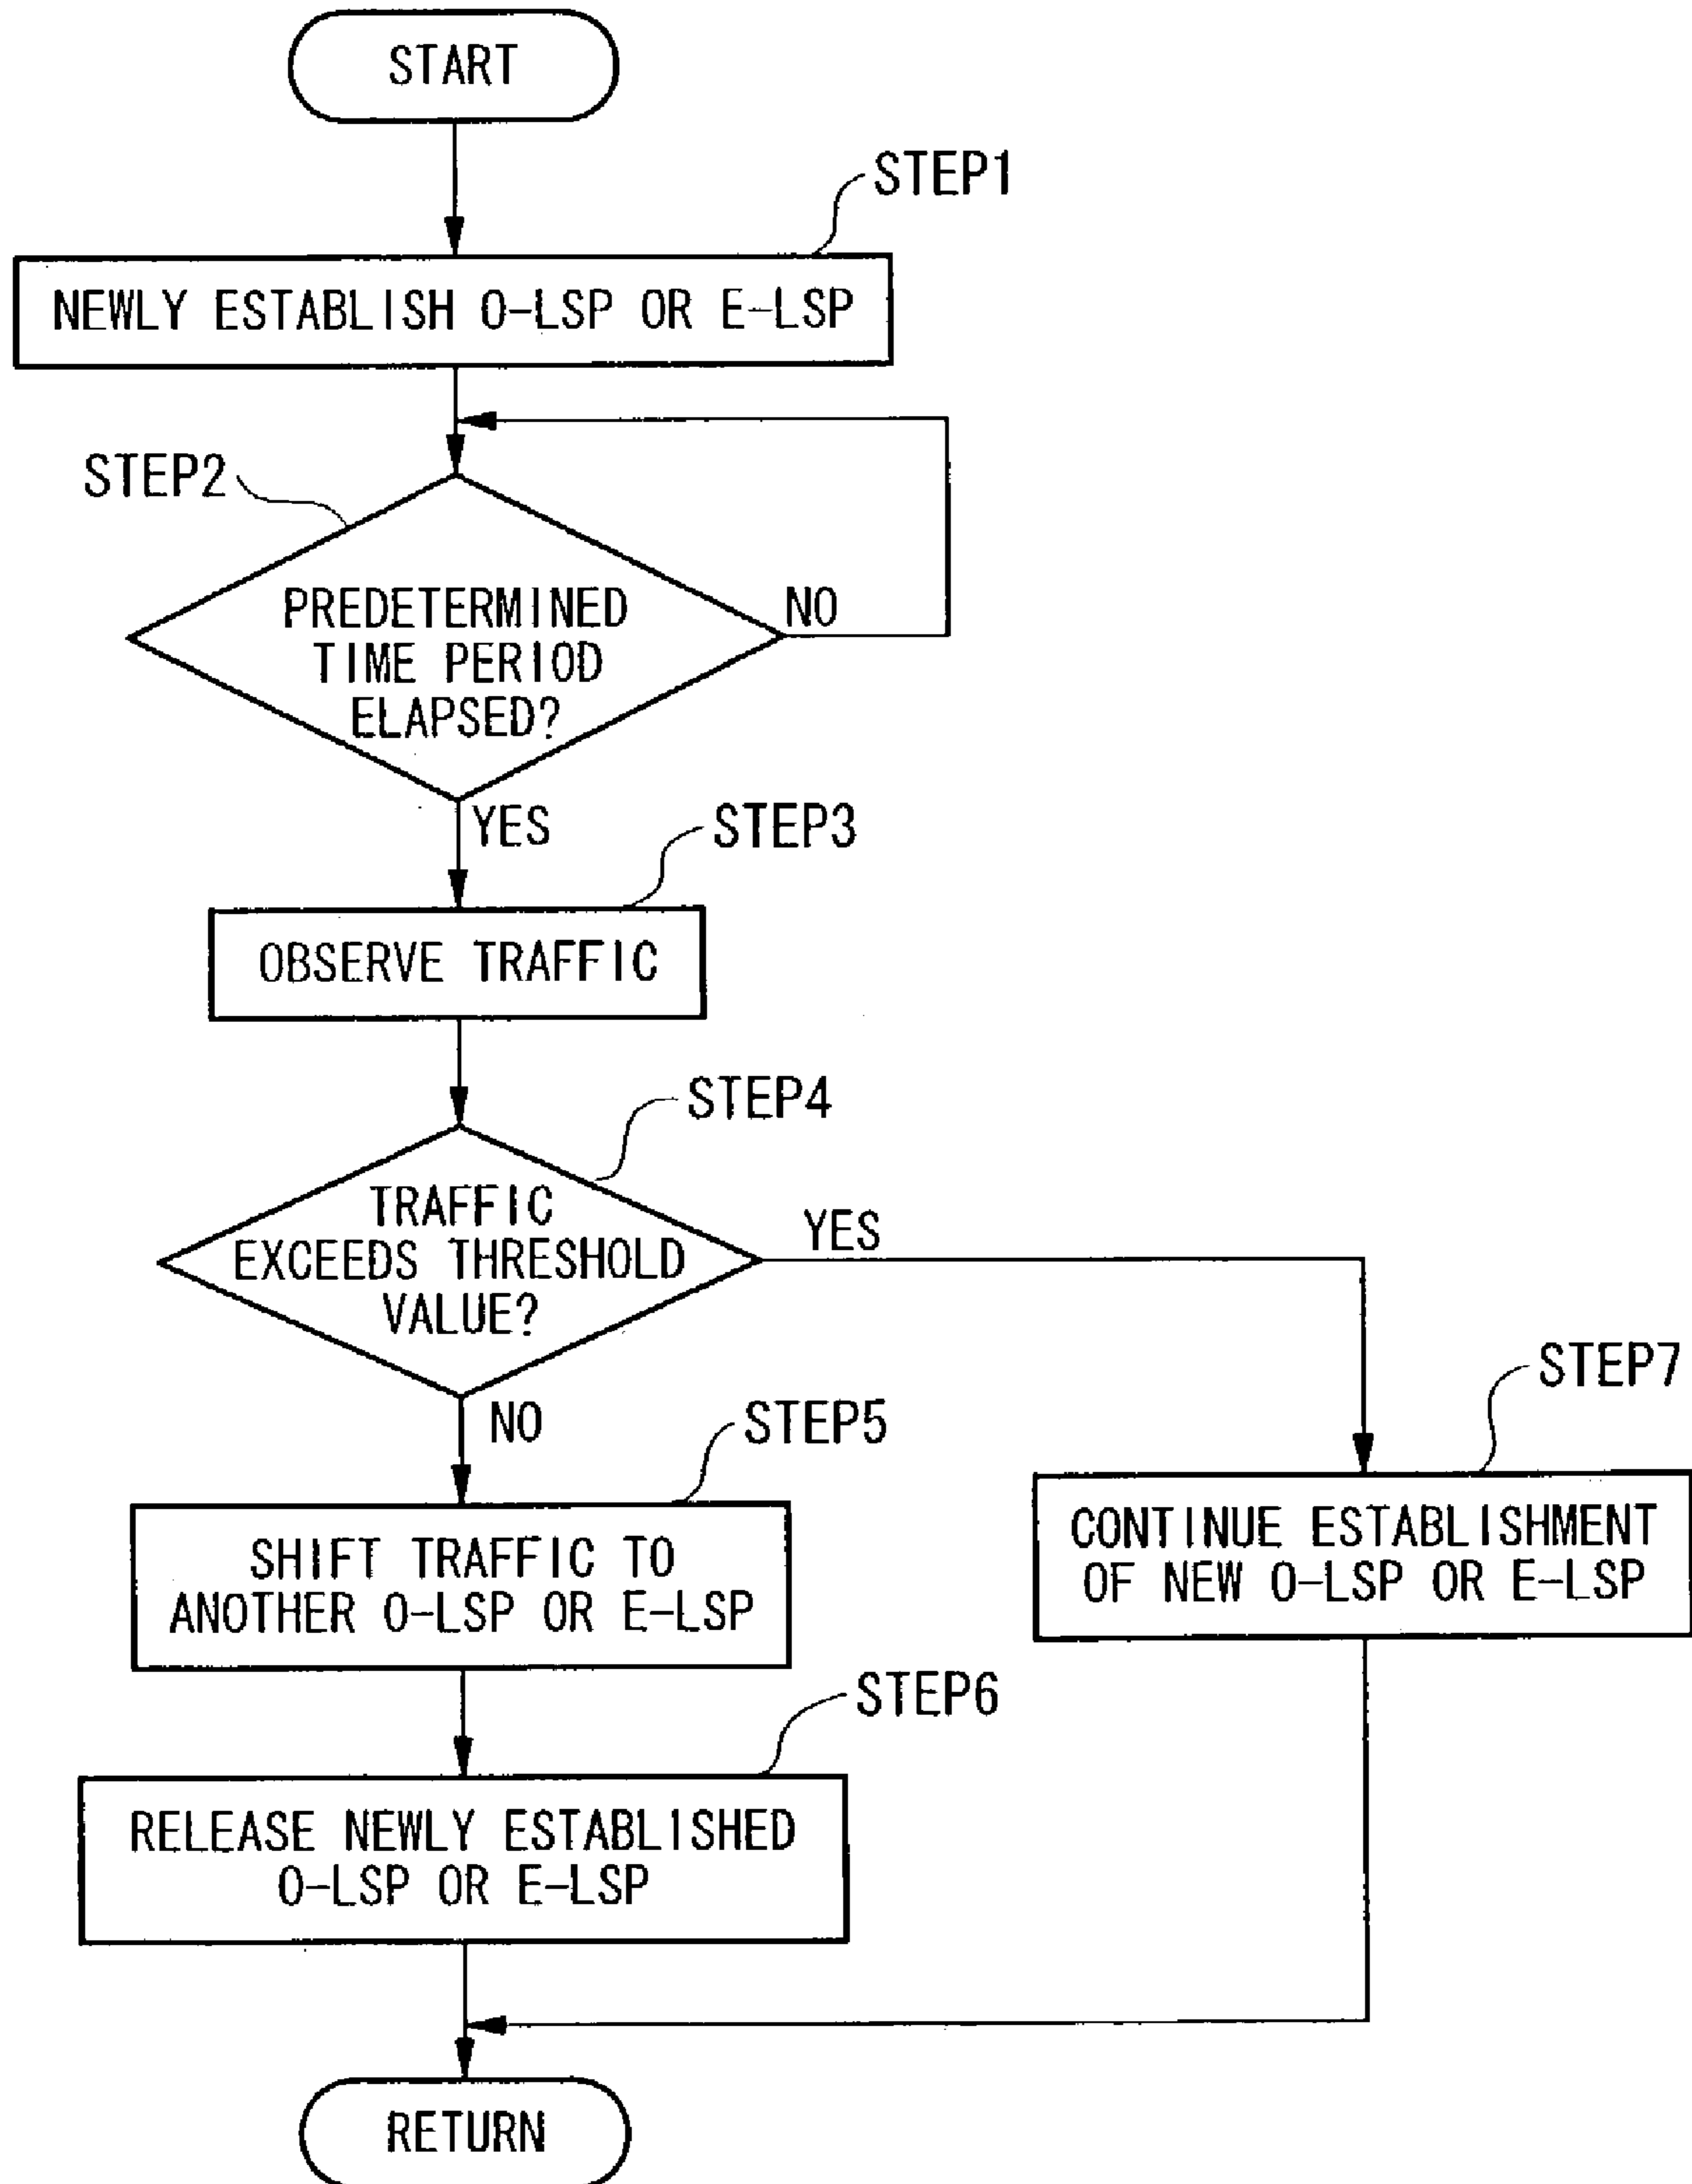 START
STEP1
NEWLY ESTABLISH O-LSP OR E-LSP
STEP2
PREDETERMINED
TIME PERIOD
ELAPSED?
NO
YES
STEP3
OBSERVE TRAFFIC
STEP4
TRAFFIC
EXCEEDS THRESHOLD
VALUE?
YES
NO
STEP5
SHIFT TRAFFIC TO
ANOTHER O-LSP OR E-LSP
STEP7
CONTINUE ESTABLISHMENT
OF NEW O-LSP OR E-LSP
STEP6
RELEASE NEWLY ESTABLISHED
O-LSP OR E-LSP
RETURN